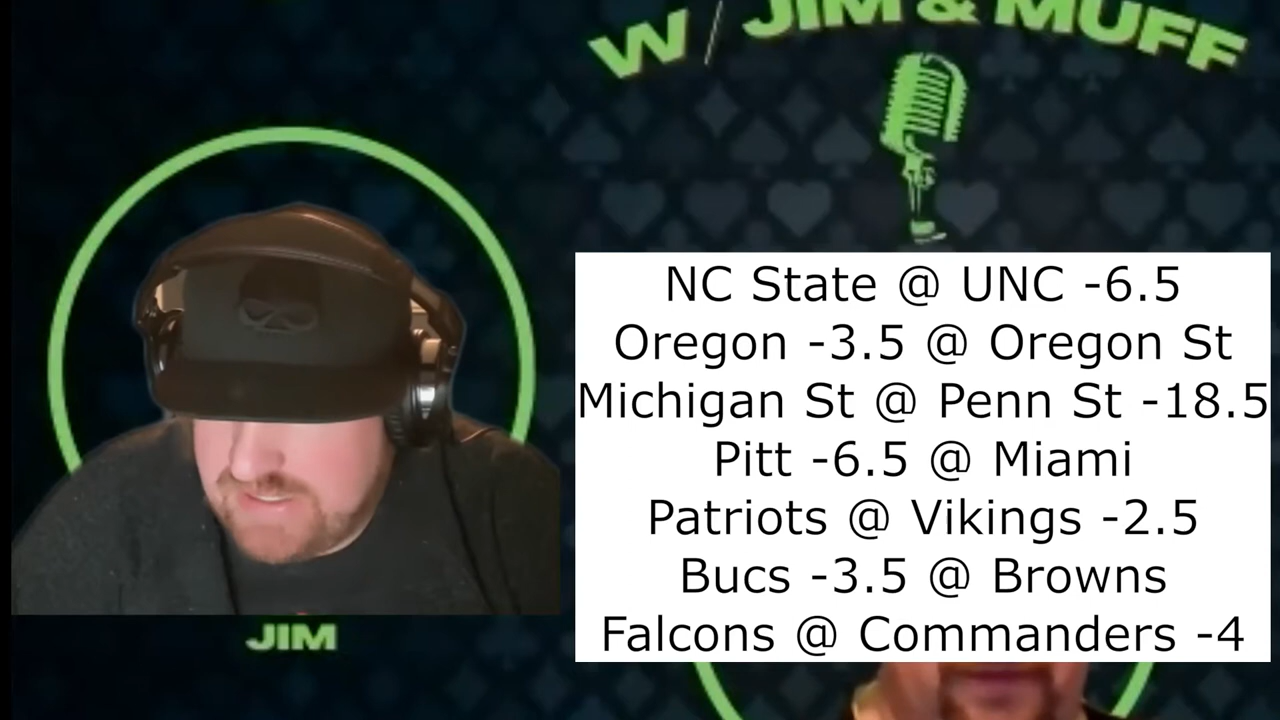 W/ JIM & MUFF
NC State @ UNC -6.5
Oregon -3.5 @ Oregon St
Michigan St @ Penn St -18.5
Pitt -6.5 @ Miami
Patriots @ Vikings -2.5
Bucs -3.5 @ Browns
Falcons @ Commanders -4
JIM